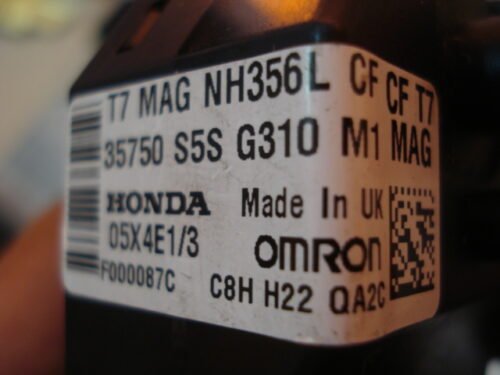 T7 MAG NH356L CF CF T7
35750 S5S G310 M1 MAG
HONDA Made In UK
05X4E1/3 OMRON
F000087C C8H H22 QA2C